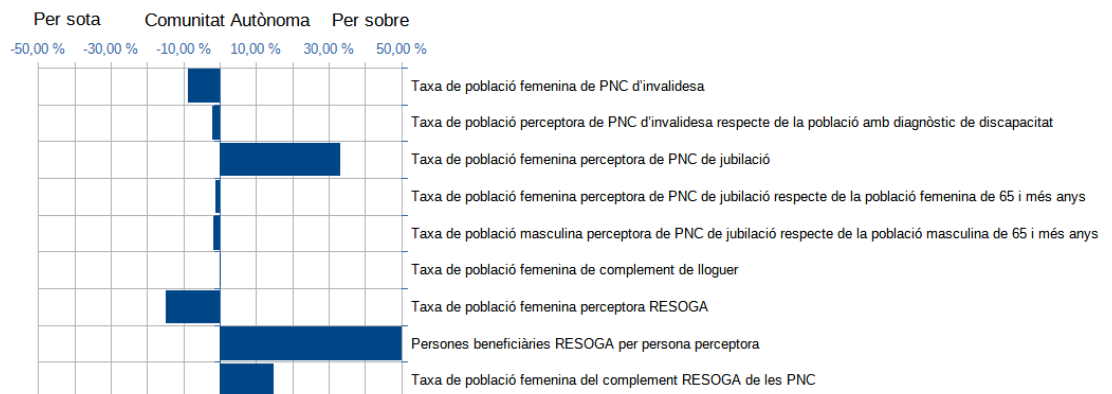 Per sota Comunitat Autònoma Per sobre
-50,00 % -30,00 % -10,00 % 10,00 % 30,00 % 50,00 %
Taxa de població femenina de PNC d'invalidesa
Taxa de població perceptora de PNC d'invalidesa respecte de la població amb diagnòstic de discapacitat
Taxa de població femenina perceptora de PNC de jubilació
Taxa de població femenina perceptora de PNC de jubilació respecte de la població femenina de 65 i més anys
Taxa de població masculina perceptora de PNC de jubilació respecte de la població masculina de 65 i més anys
Taxa de població femenina de complement de lloguer
Taxa de població femenina perceptora RESOGA
Persones beneficiàries RESOGA per persona perceptora
Taxa de població femenina del complement RESOGA de les PNC